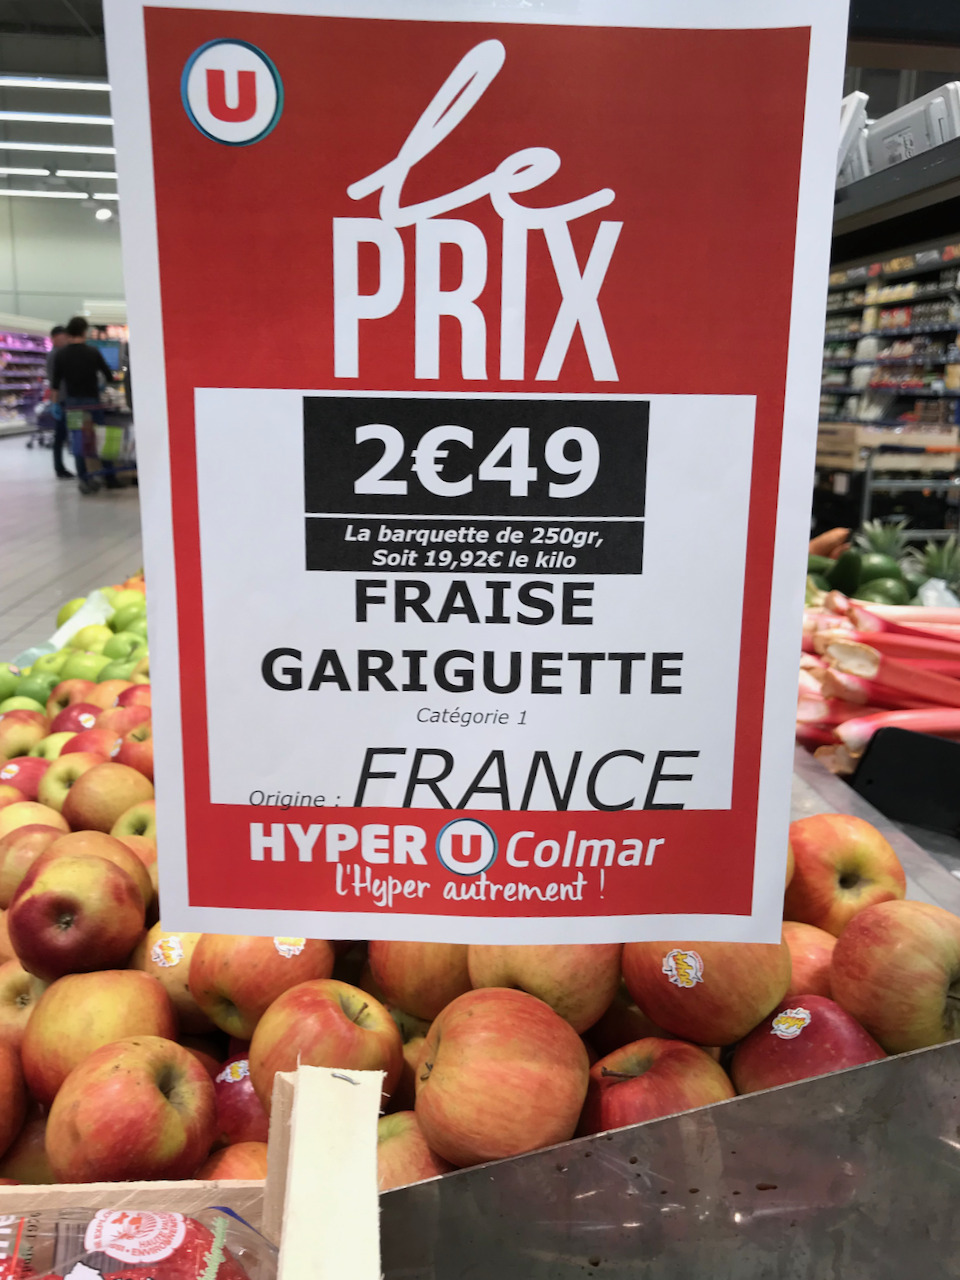 U
le
PRIX
2€49
La barquette de 250gr,
Soit 19,92€ le kilo
FRAISE
GARIGUETTE
Catégorie 1
Origine : FRANCE
HYPER U Colmar
l'Hyper autrement !